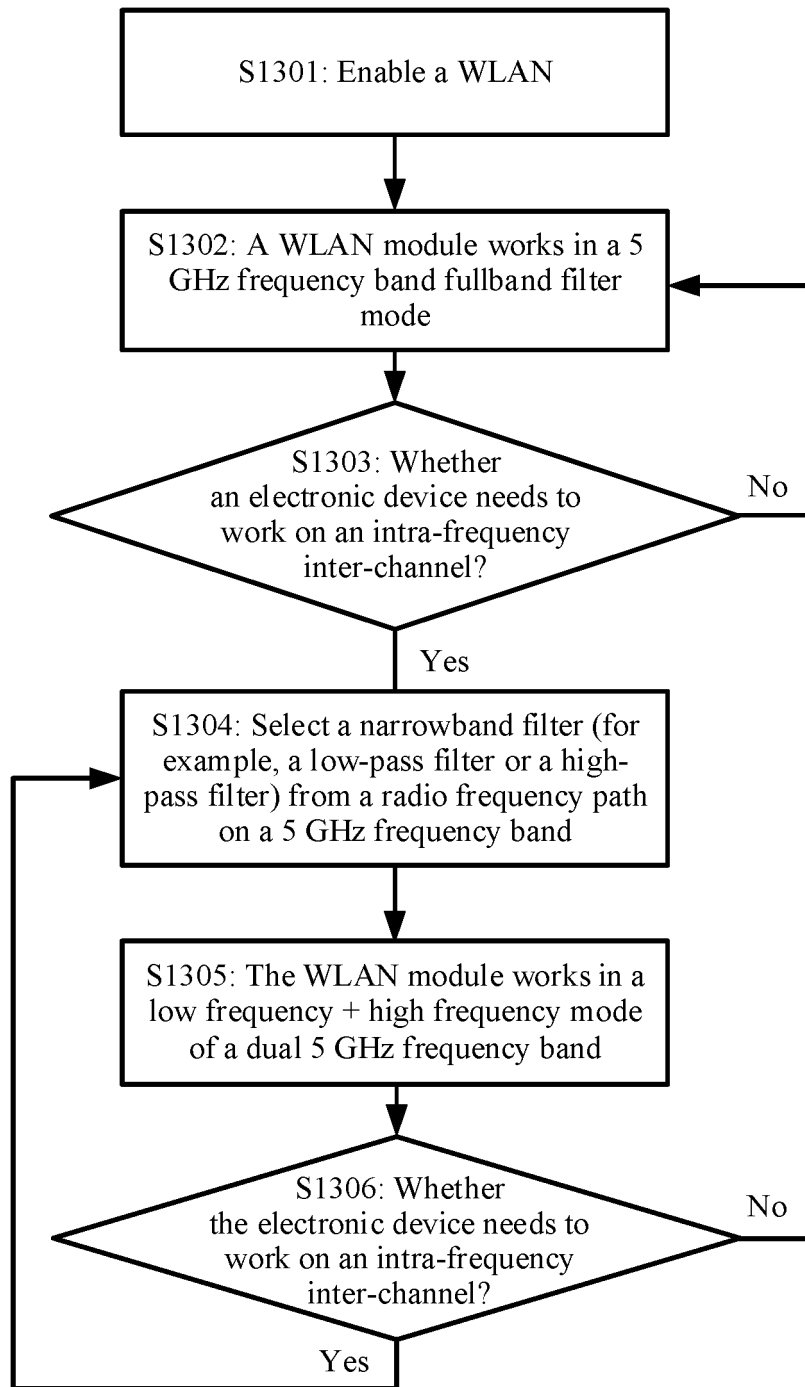 S1301: Enable a WLAN
S1302: A WLAN module works in a 5
GHz frequency band fullband filter
mode
S1303: Whether
an electronic device needs to
work on an intra-frequency
inter-channel?
No
Yes
S1304: Select a narrowband filter (for
example, a low-pass filter or a high-
pass filter) from a radio frequency path
on a 5 GHz frequency band
S1305: The WLAN module works in a
low frequency + high frequency mode
of a dual 5 GHz frequency band
S1306: Whether
the electronic device needs to
work on an intra-frequency
inter-channel?
No
Yes